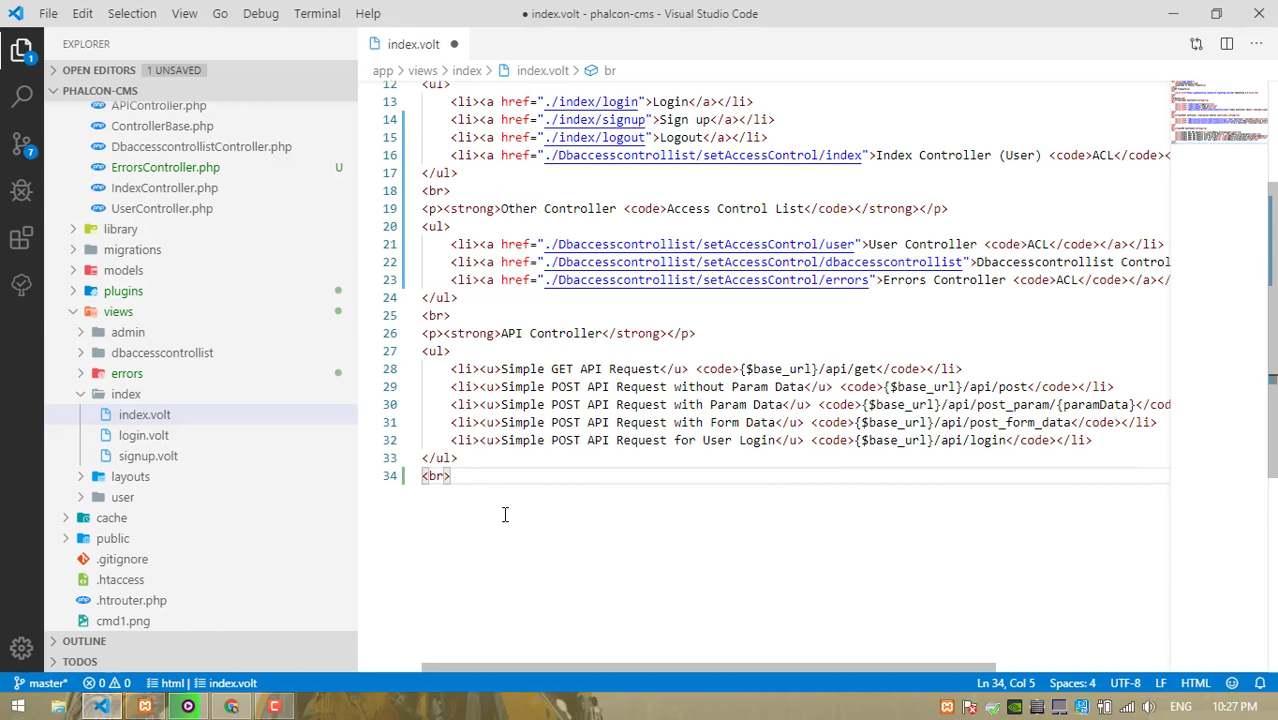 File Edit Selection View Go Debug Terminal Help
● index.volt - phalcon-cms - Visual Studio Code
EXPLORER
OPEN EDITORS 1 UNSAVED
PHALCON-CMS
APIController.php
ControllerBase.php
DbaccesscontrollistController.php
ErrorsController.php U
IndexController.php
UserController.php
library
migrations
models
plugins
views
admin
dbaccesscontrollist
errors
index
index.volt
login.volt
signup.volt
layouts
user
cache
public
.gitignore
.htaccess
.htrouter.php
cmd1.png
OUTLINE
TODOS
1
7
index.volt ●
app > views > index > index.volt > br
12 <ul>
13 <li><a href="./index/login">Login</a></li>
14 <li><a href="./index/signup">Sign up</a></li>
15 <li><a href="./index/logout">Logout</a></li>
16 <li><a href="./Dbaccesscontrollist/setAccessControl/index">Index Controller (User) <code>ACL</code><
17 </ul>
18 <br>
19 <p><strong>Other Controller <code>Access Control List</code></strong></p>
20 <ul>
21 <li><a href="./Dbaccesscontrollist/setAccessControl/user">User Controller <code>ACL</code></a></li>
22 <li><a href="./Dbaccesscontrollist/setAccessControl/dbaccesscontrollist">Dbaccesscontrollist Control
23 <li><a href="./Dbaccesscontrollist/setAccessControl/errors">Errors Controller <code>ACL</code></a></
24 </ul>
25 <br>
26 <p><strong>API Controller</strong></p>
27 <ul>
28 <li><u>Simple GET API Request</u> <code>{$base_url}/api/get</code></li>
29 <li><u>Simple POST API Request without Param Data</u> <code>{$base_url}/api/post</code></li>
30 <li><u>Simple POST API Request with Param Data</u> <code>{$base_url}/api/post_param/{paramData}</cod
31 <li><u>Simple POST API Request with Form Data</u> <code>{$base_url}/api/post_form_data</code></li>
32 <li><u>Simple POST API Request for User Login</u> <code>{$base_url}/api/login</code></li>
33 </ul>
34 <br>
master* 0 0 html | index.volt
Ln 34, Col 5 Spaces: 4 UTF-8 LF HTML
ENG 10:27 PM